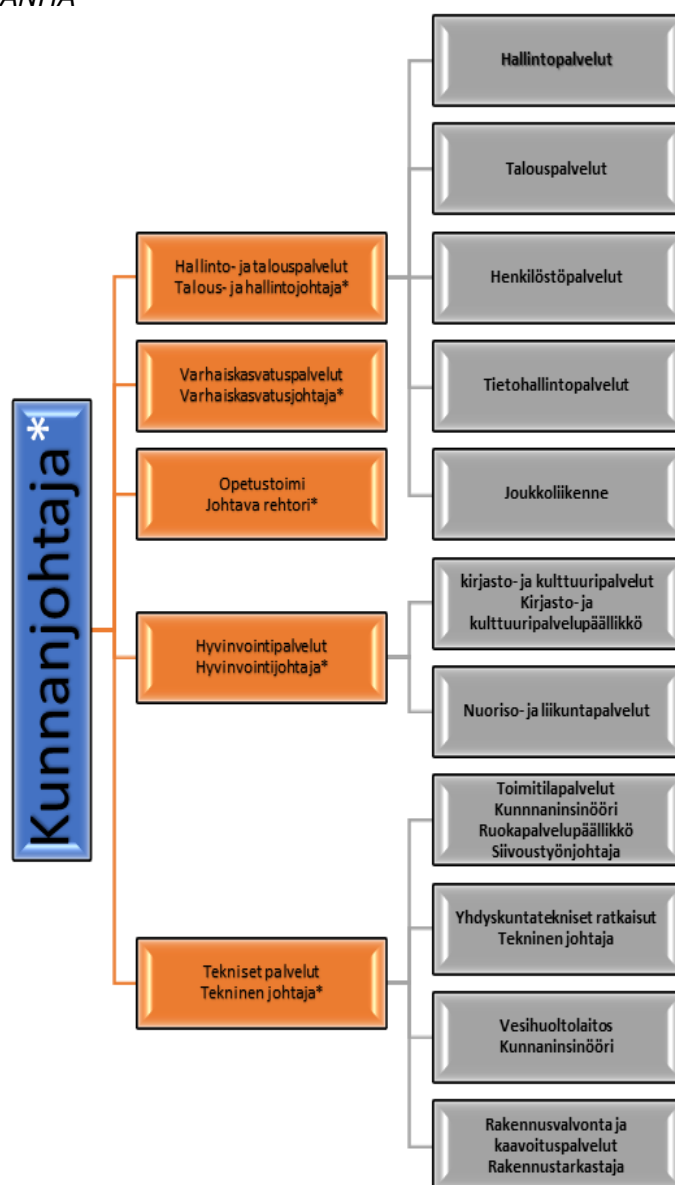 Kunnanjohtaja*
Hallinto- ja talouspalvelut
Talous- ja hallintojohtaja*
Hallintopalvelut
Talouspalvelut
Henkilöstöpalvelut
Tietohallintopalvelut
Joukkoliikenne
Varhaiskasvatuspalvelut
Varhaiskasvatusjohtaja*
Opetustoimi
Johtava rehtori*
Hyvinvointipalvelut
Hyvinvointijohtaja*
kirjasto- ja kulttuuripalvelut
Kirjasto- ja
kulttuuripalvelupäällikkö
Nuoriso- ja liikuntapalvelut
Tekniset palvelut
Tekninen johtaja*
Toimitilapalvelut
Kunnnaninsinööri
Ruokapalvelupäällikkö
Siivoustyönjohtaja
Yhdyskuntatekniset ratkaisut
Tekninen johtaja
Vesihuoltolaitos
Kunnaninsinööri
Rakennusvalvonta ja
kaavoituspalvelut
Rakennustarkastaja